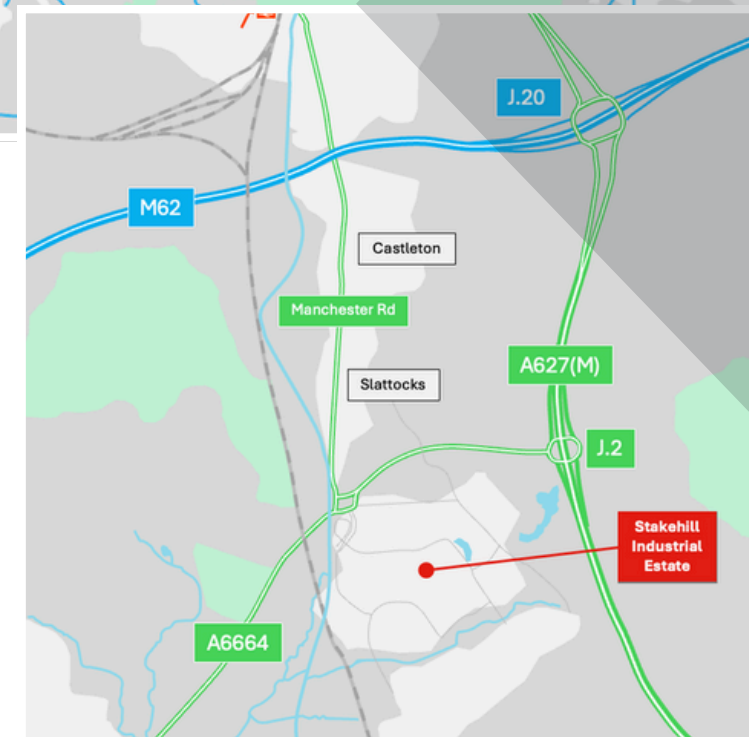 J.20
M62
Castleton
Manchester Rd
A627(M)
Slattocks
J.2
Stakehill
Industrial
Estate
A6664